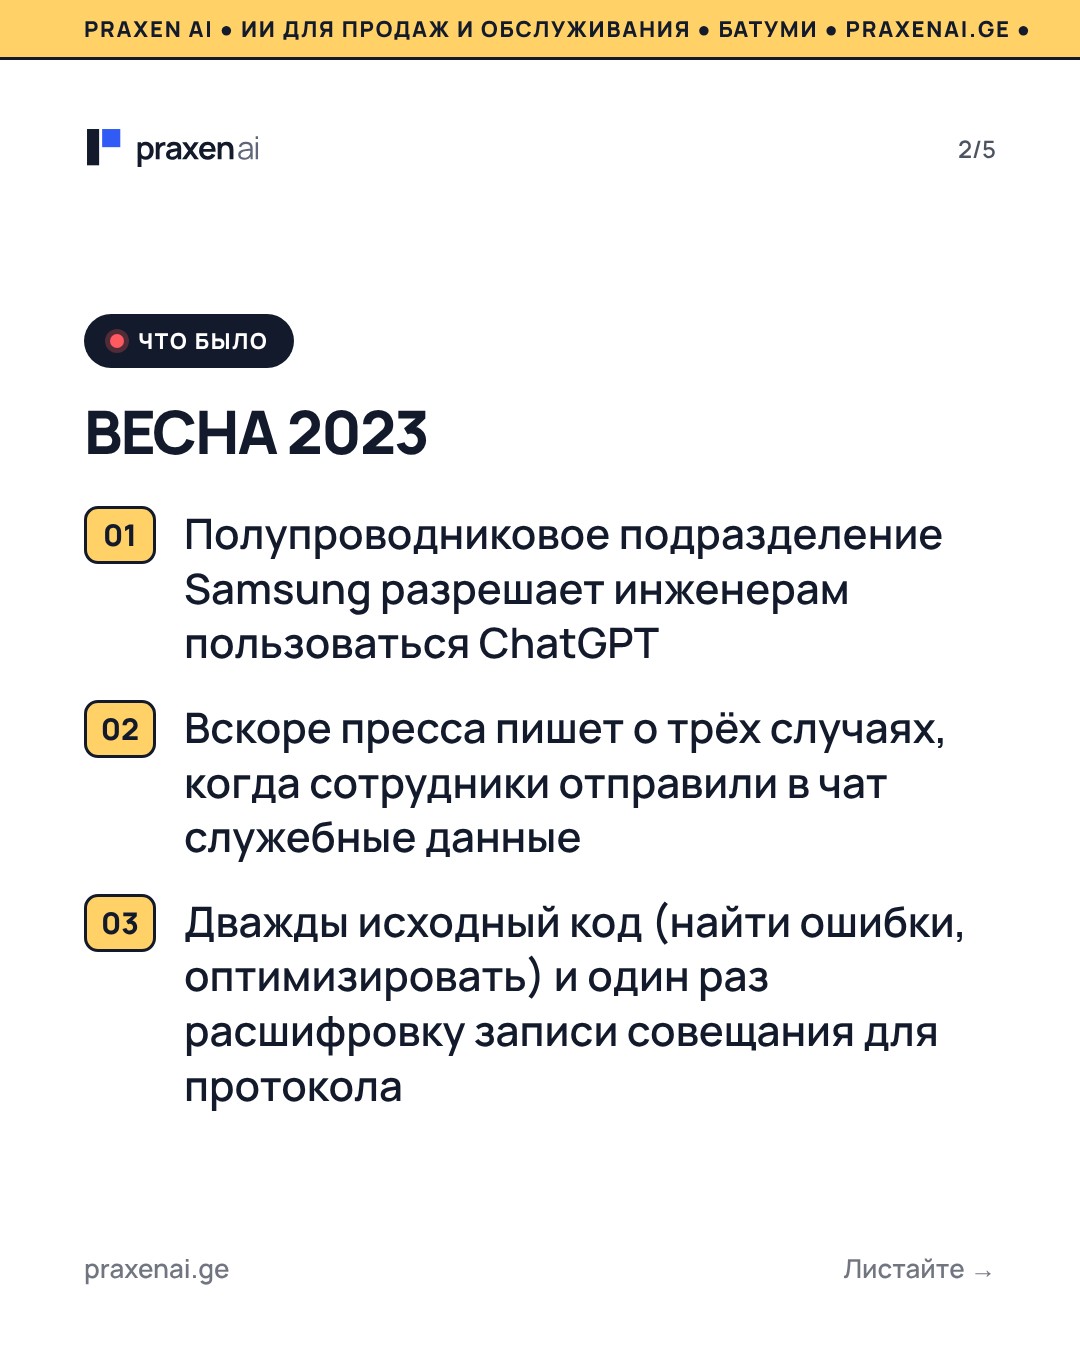 PRAXEN AI ● ИИ ДЛЯ ПРОДАЖ И ОБСЛУЖИВАНИЯ ● БАТУМИ ● PRAXENAI.GE ●
praxen ai
2/5
ЧТО БЫЛО
ВЕСНА 2023
01 Полупроводниковое подразделение
Samsung разрешает инженерам
пользоваться ChatGPT
02 Вскоре пресса пишет о трёх случаях,
когда сотрудники отправили в чат
служебные данные
03 Дважды исходный код (найти ошибки,
оптимизировать) и один раз
расшифровку записи совещания для
протокола
praxenai.ge
Листайте →